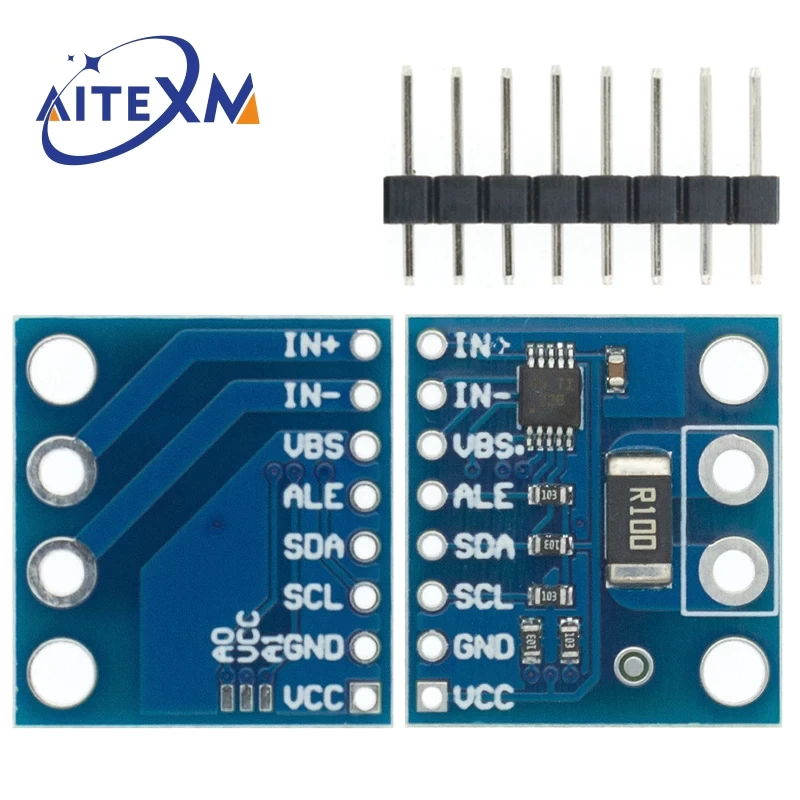 AITEXM
IN+
IN-
VBS
ALE
SDA
SCL
GND
VCC
A0
VCC
A1
IN+
IN-
VBS
ALE
SDA
SCL
GND
VCC
TI
103
103
103
103
103
R100